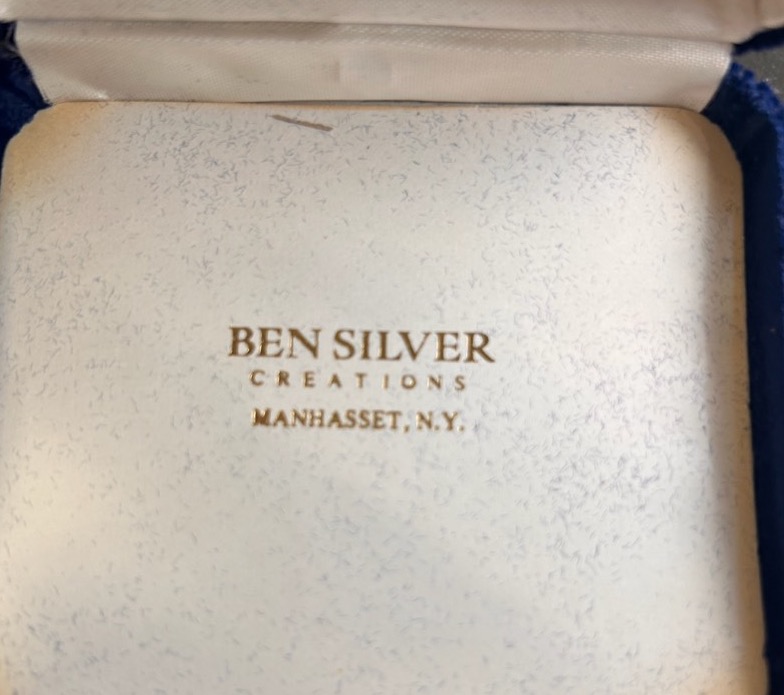 BEN SILVER
CREATIONS
MANHASSET, N.Y.